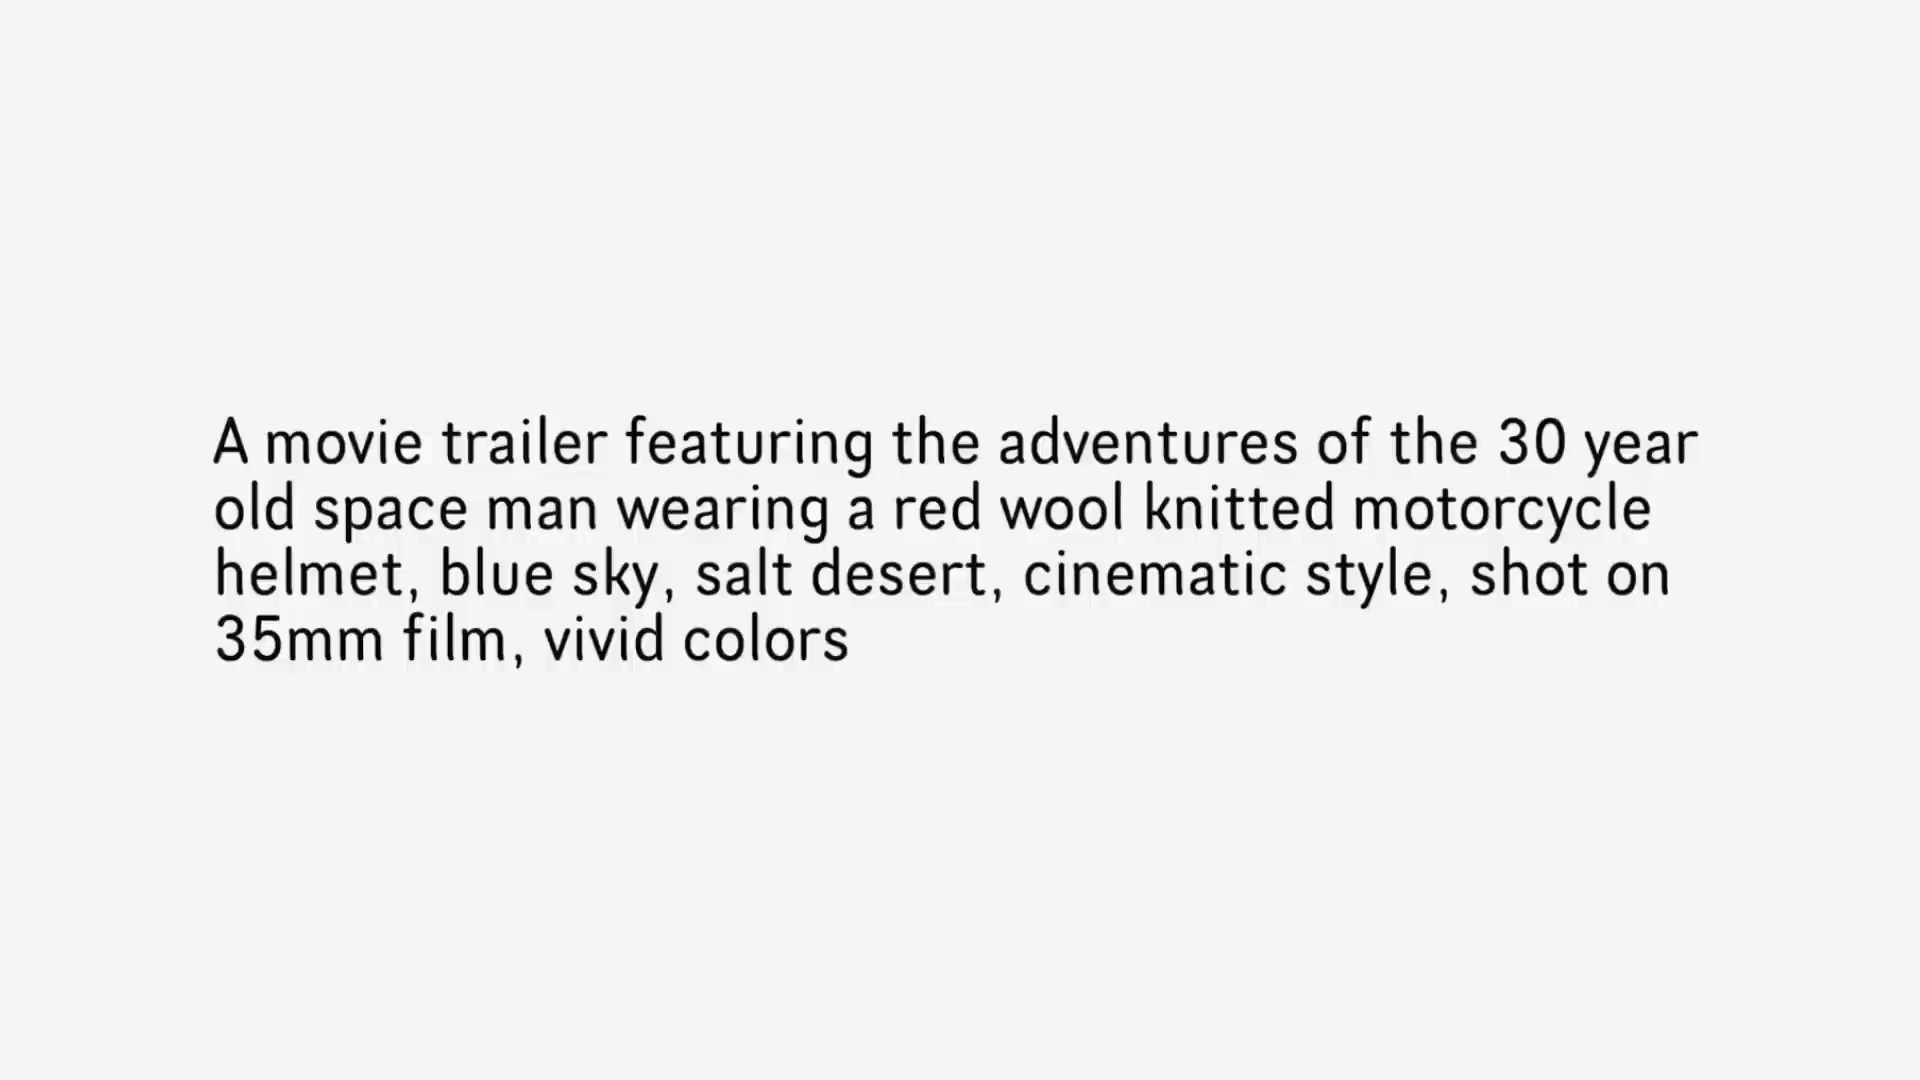 A movie trailer featuring the adventures of the 30 year
old space man wearing a red wool knitted motorcycle
helmet, blue sky, salt desert, cinematic style, shot on
35mm film, vivid colors